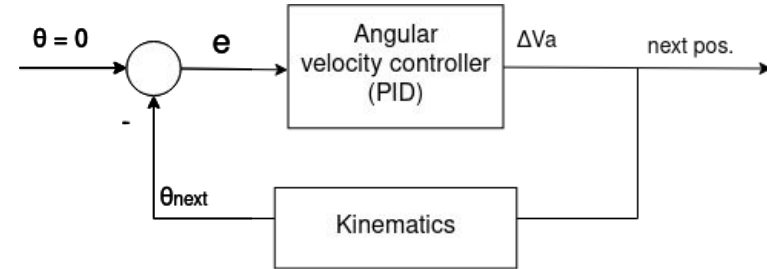 θ = 0
e
Angular
velocity controller
(PID)
ΔVa
next pos.
-
θnext
Kinematics